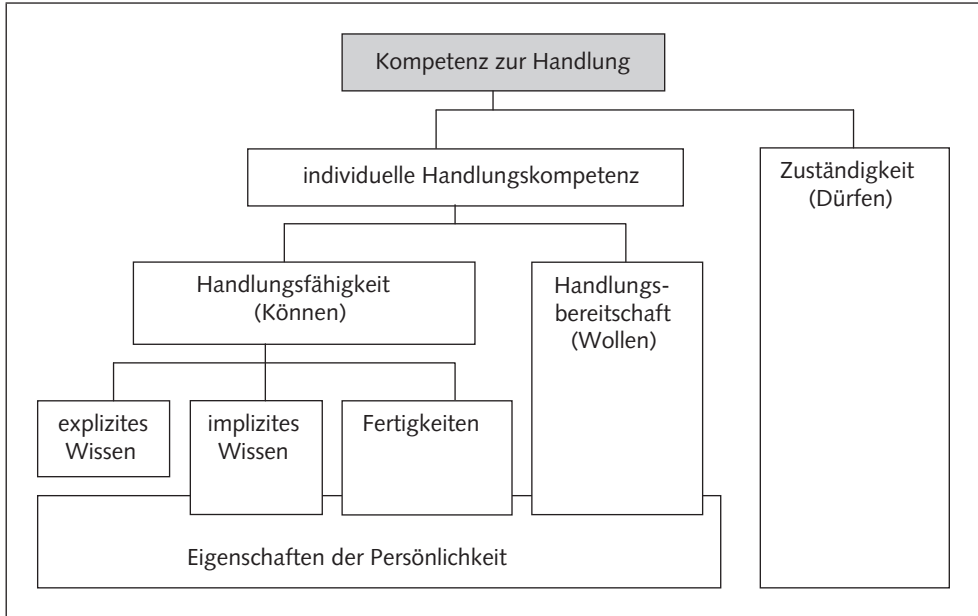 Kompetenz zur Handlung
individuelle Handlungskompetenz
Zuständigkeit
(Dürfen)
Handlungsfähigkeit
(Können)
Handlungs-
bereitschaft
(Wollen)
explizites
Wissen
implizites
Wissen
Fertigkeiten
Eigenschaften der Persönlichkeit